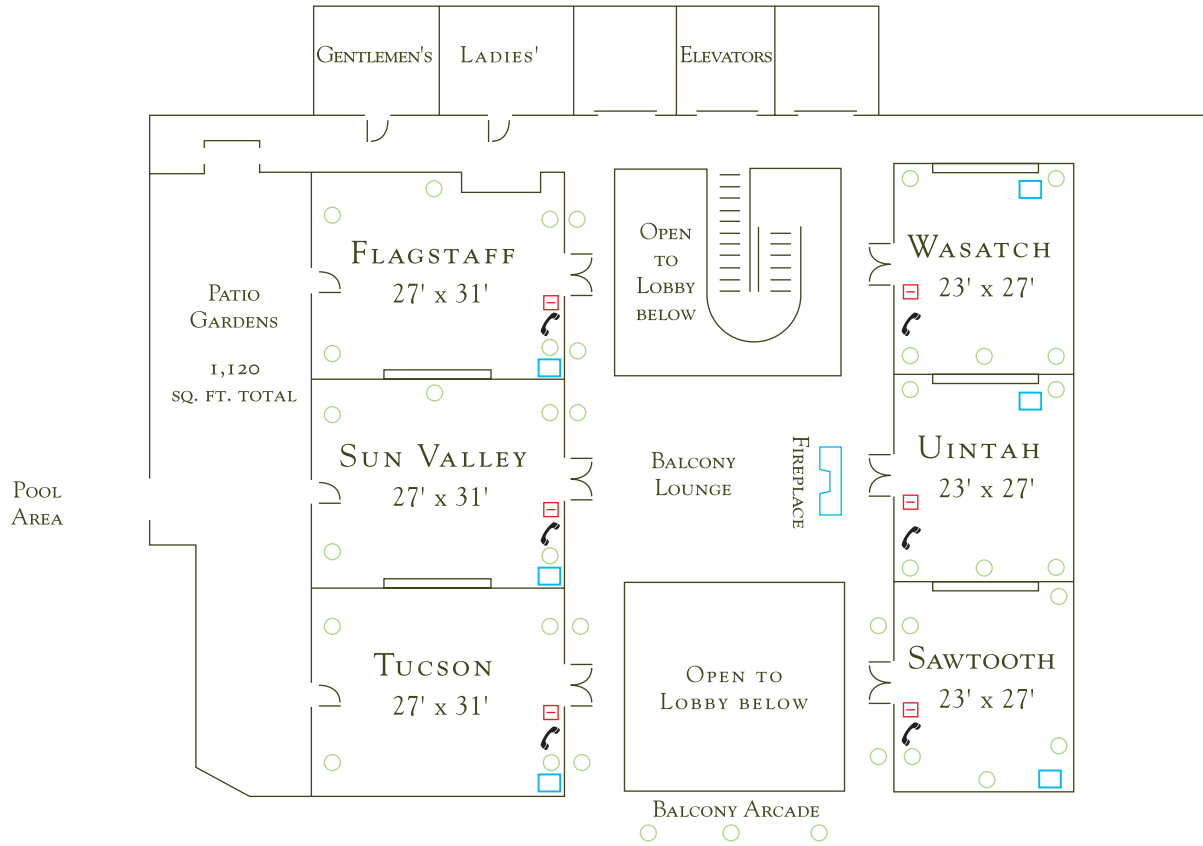 Gentlemen's
Ladies'
Elevators
Flagstaff
27' x 31'
Open
to
Lobby
below
Wasatch
23' x 27'
Patio
Gardens
1,120
sq. ft. total
Sun Valley
27' x 31'
Balcony
Lounge
Fireplace
Uintah
23' x 27'
Pool
Area
Tucson
27' x 31'
Open to
Lobby below
Sawtooth
23' x 27'
Balcony Arcade